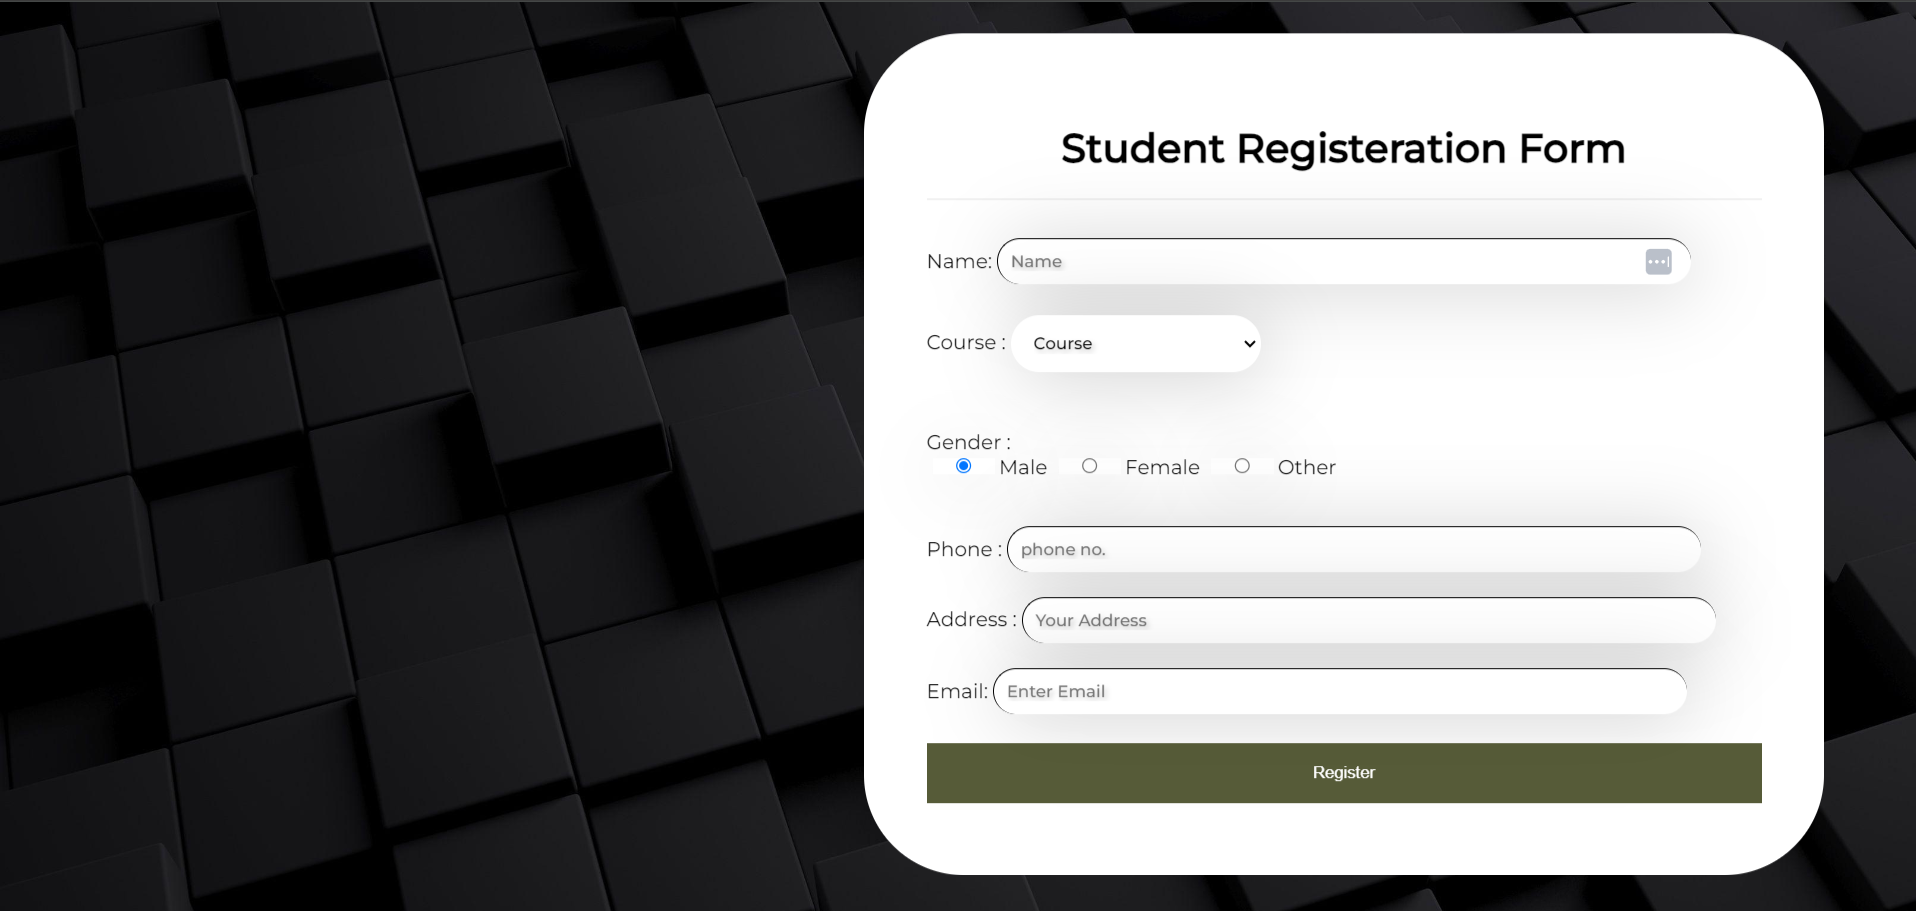 Student Registeration Form
Name: Name
Course : Course
Gender :
Male Female Other
Phone : phone no.
Address : Your Address
Email: Enter Email
Register